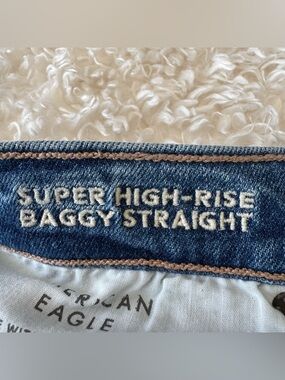 SUPER HIGH-RISE
BAGGY STRAIGHT
ERICAN
EAGLE